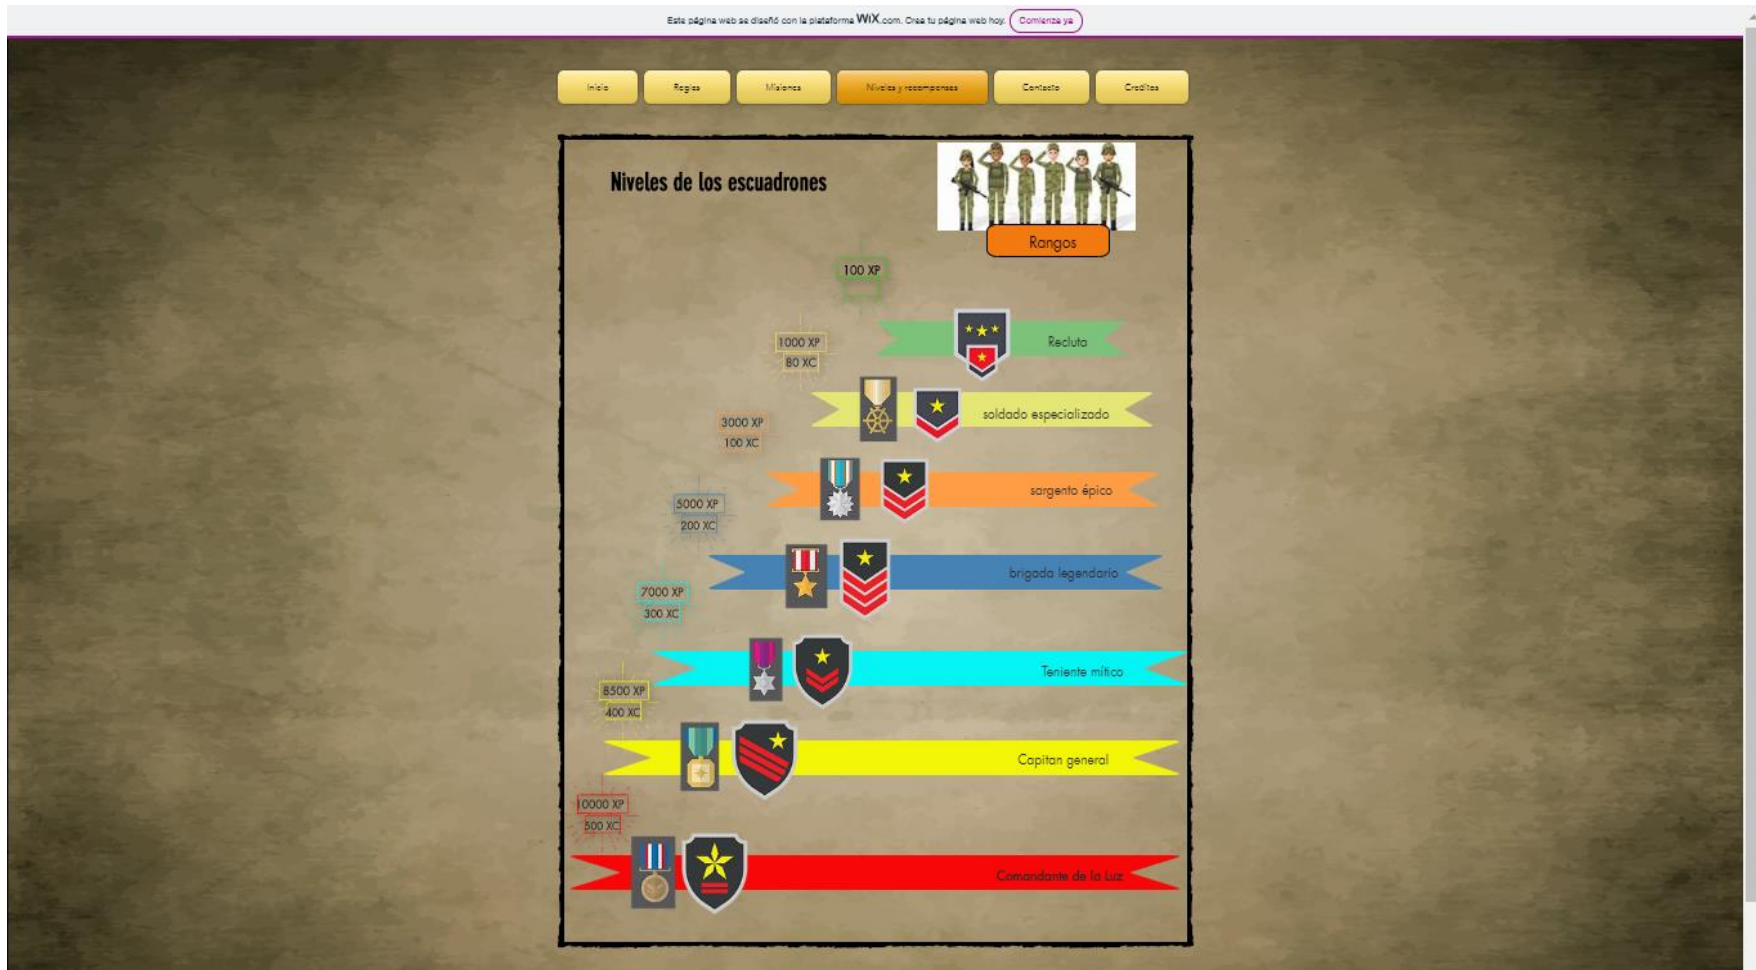 Este página web se diseñó con la plataforma WiX.com. Crea tu página web hoy. Comienza ya
Inicio Reglas Misiones Niveles y recompensas Contacto Creditos
Niveles de los escuadrones
Rangos
100 XP
Recluta
1000 XP
80 XC
soldado especializado
3000 XP
100 XC
sargento épico
5000 XP
200 XC
brigada legendario
7000 XP
300 XC
Teniente mítico
8500 XP
400 XC
Capitan general
10000 XP
500 XC
Comandante de la Luz